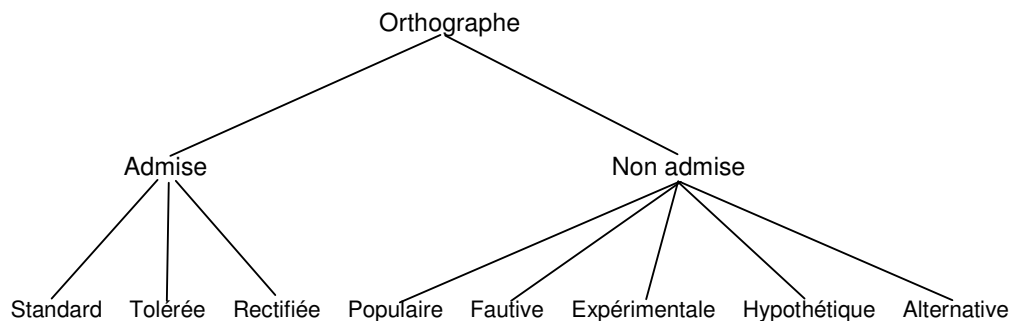 Orthographe
Admise Non admise
Standard Tolérée Rectifiée Populaire Fautive Expérimentale Hypothétique Alternative